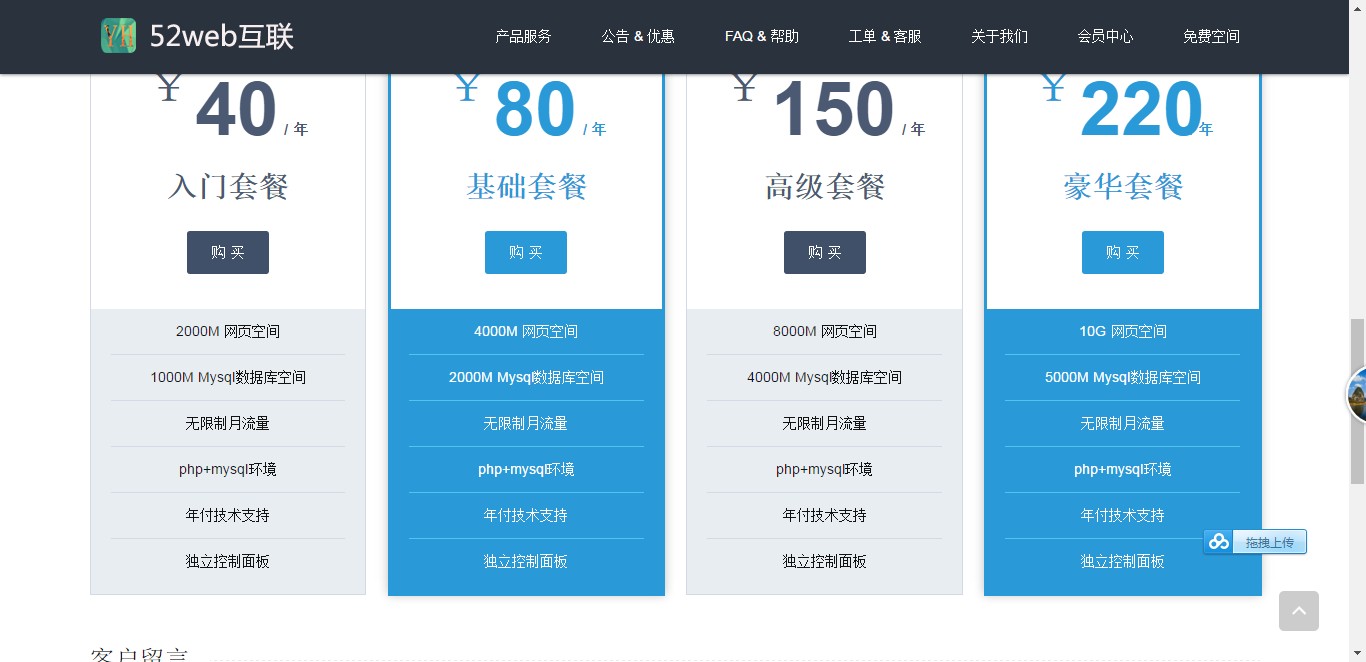 52web互联
产品服务 公告 & 优惠 FAQ & 帮助 工单 & 客服 关于我们 会员中心 免费空间
¥ 40 / 年
入门套餐
购 买
2000M 网页空间
1000M Mysql数据库空间
无限制月流量
php+mysql环境
年付技术支持
独立控制面板
¥ 80 / 年
基础套餐
购 买
4000M 网页空间
2000M Mysql数据库空间
无限制月流量
php+mysql环境
年付技术支持
独立控制面板
¥ 150 / 年
高级套餐
购 买
8000M 网页空间
4000M Mysql数据库空间
无限制月流量
php+mysql环境
年付技术支持
独立控制面板
¥ 220 年
豪华套餐
购 买
10G 网页空间
5000M Mysql数据库空间
无限制月流量
php+mysql环境
年付技术支持
独立控制面板
拖拽上传
客户留言